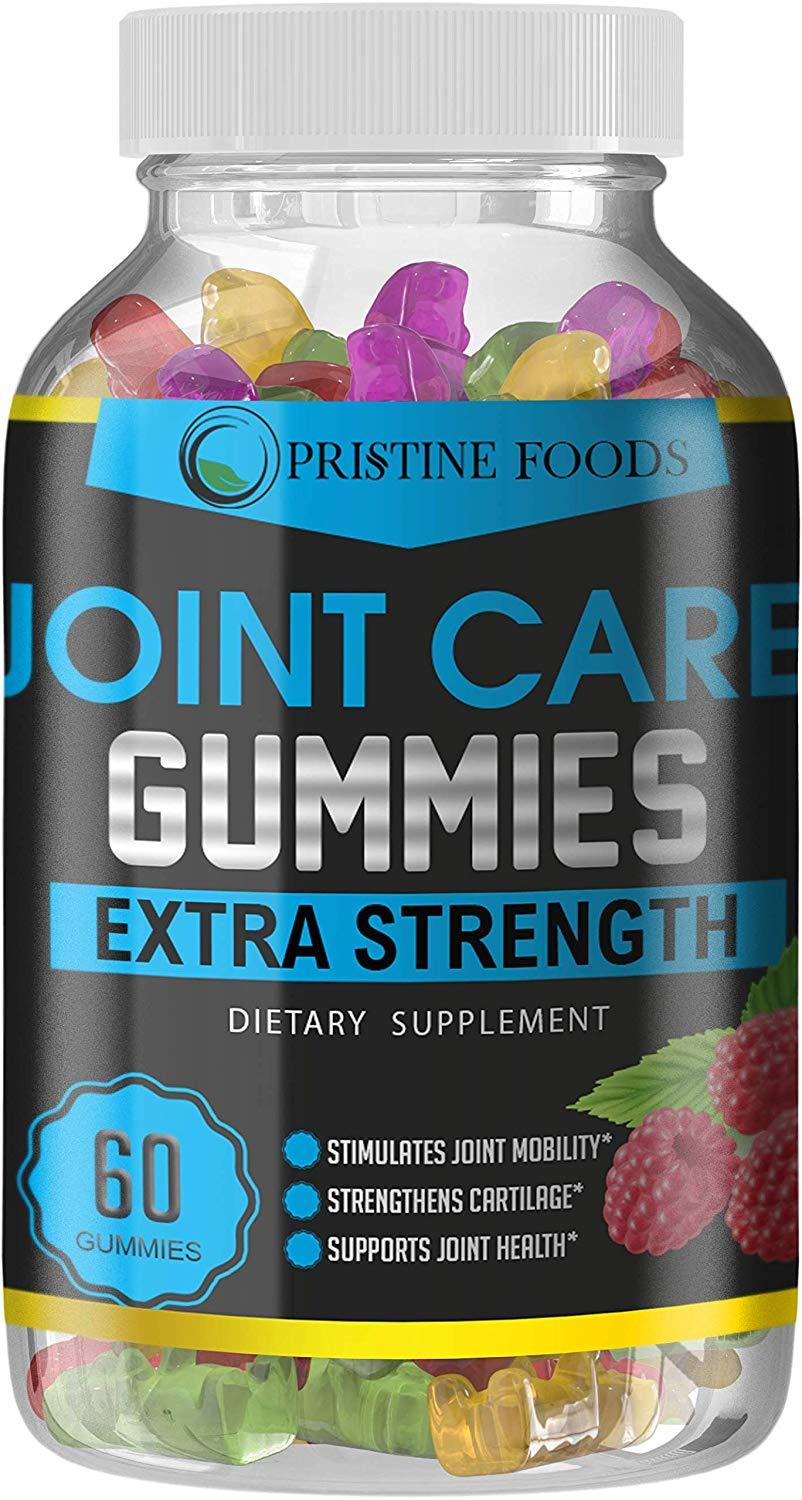 PRISTINE FOODS
JOINT CARE
GUMMIES
EXTRA STRENGTH
DIETARY SUPPLEMENT
60
GUMMIES
STIMULATES JOINT MOBILITY*
STRENGTHENS CARTILAGE*
SUPPORTS JOINT HEALTH*